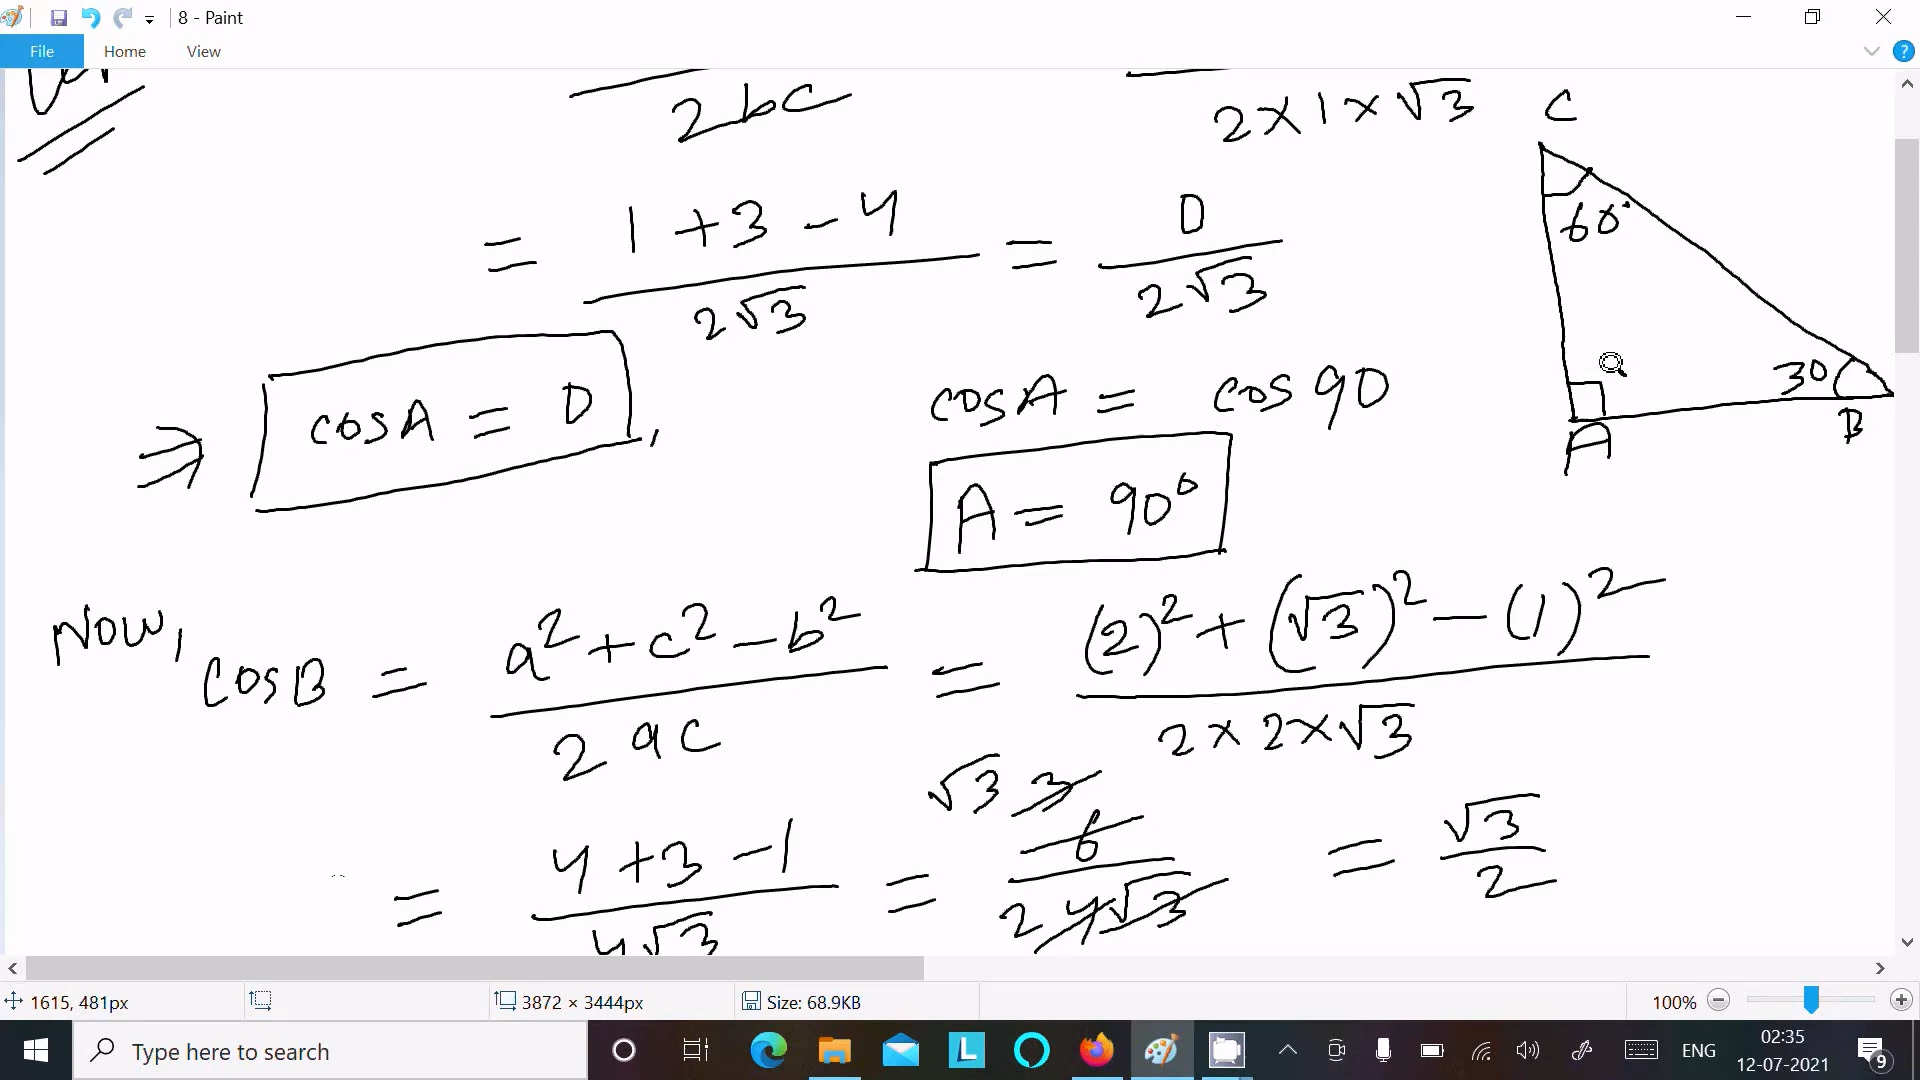 8 - Paint
File Home View
2bc 2 × 1 × √3 C
= 1 + 3 - 4 / 2√3 = 0 / 2√3 60°
⇒ cosA = 0, cosA = cos 90 30
A B
A = 90°
Now,
cosB = a² + c² - b² / 2ac = (2)² + (√3)² - (1)² / 2 × 2 × √3
√3 3
= 4 + 3 - 1 / 4√3 = 6 / 2 4√3 = √3 / 2
1615, 481px 3872 × 3444px Size: 68.9KB 100%
Type here to search L ENG 02:35
12-07-2021 9